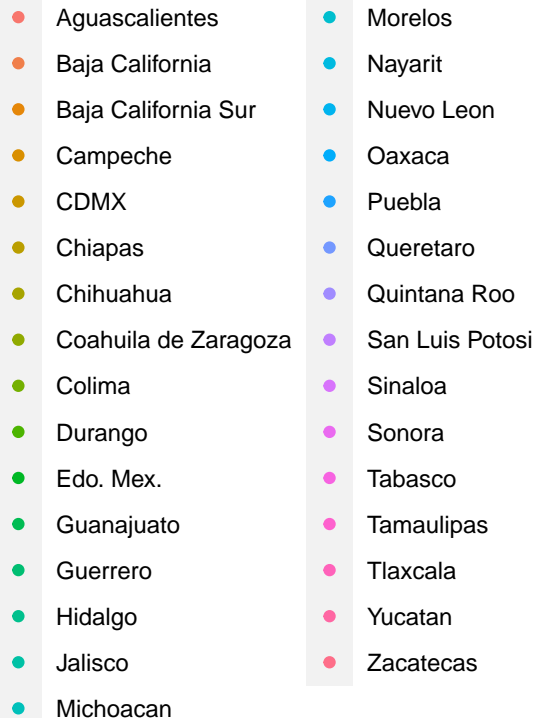 Aguascalientes
Baja California
Baja California Sur
Campeche
CDMX
Chiapas
Chihuahua
Coahuila de Zaragoza
Colima
Durango
Edo. Mex.
Guanajuato
Guerrero
Hidalgo
Jalisco
Michoacan
Morelos
Nayarit
Nuevo Leon
Oaxaca
Puebla
Queretaro
Quintana Roo
San Luis Potosi
Sinaloa
Sonora
Tabasco
Tamaulipas
Tlaxcala
Yucatan
Zacatecas